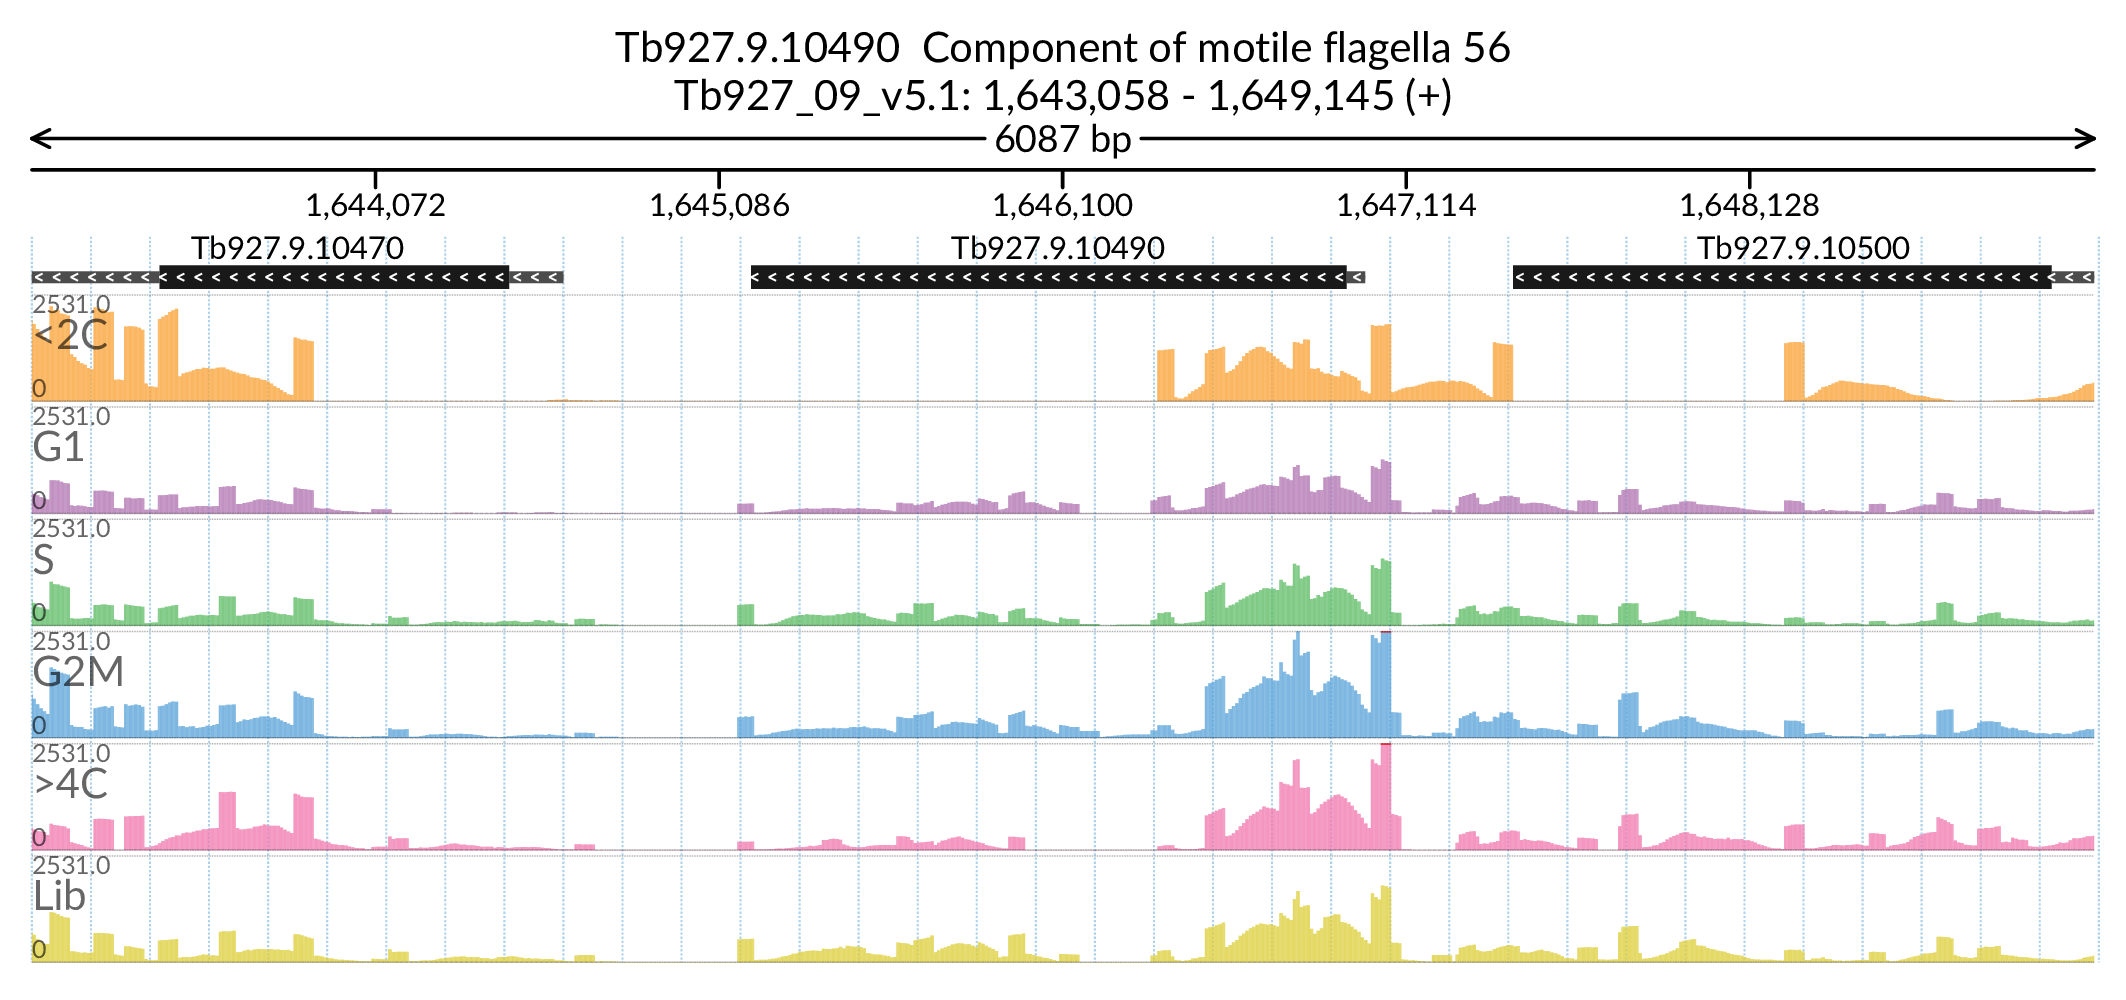 Tb927.9.10490  Component of motile flagella 56
Tb927_09_v5.1: 1,643,058 - 1,649,145 (+)
6087 bp
1,644,072 1,645,086 1,646,100 1,647,114 1,648,128
Tb927.9.10470 Tb927.9.10490 Tb927.9.10500
2531.0
<2C
0
2531.0
G1
0
2531.0
S
0
2531.0
G2M
0
2531.0
>4C
0
2531.0
Lib
0